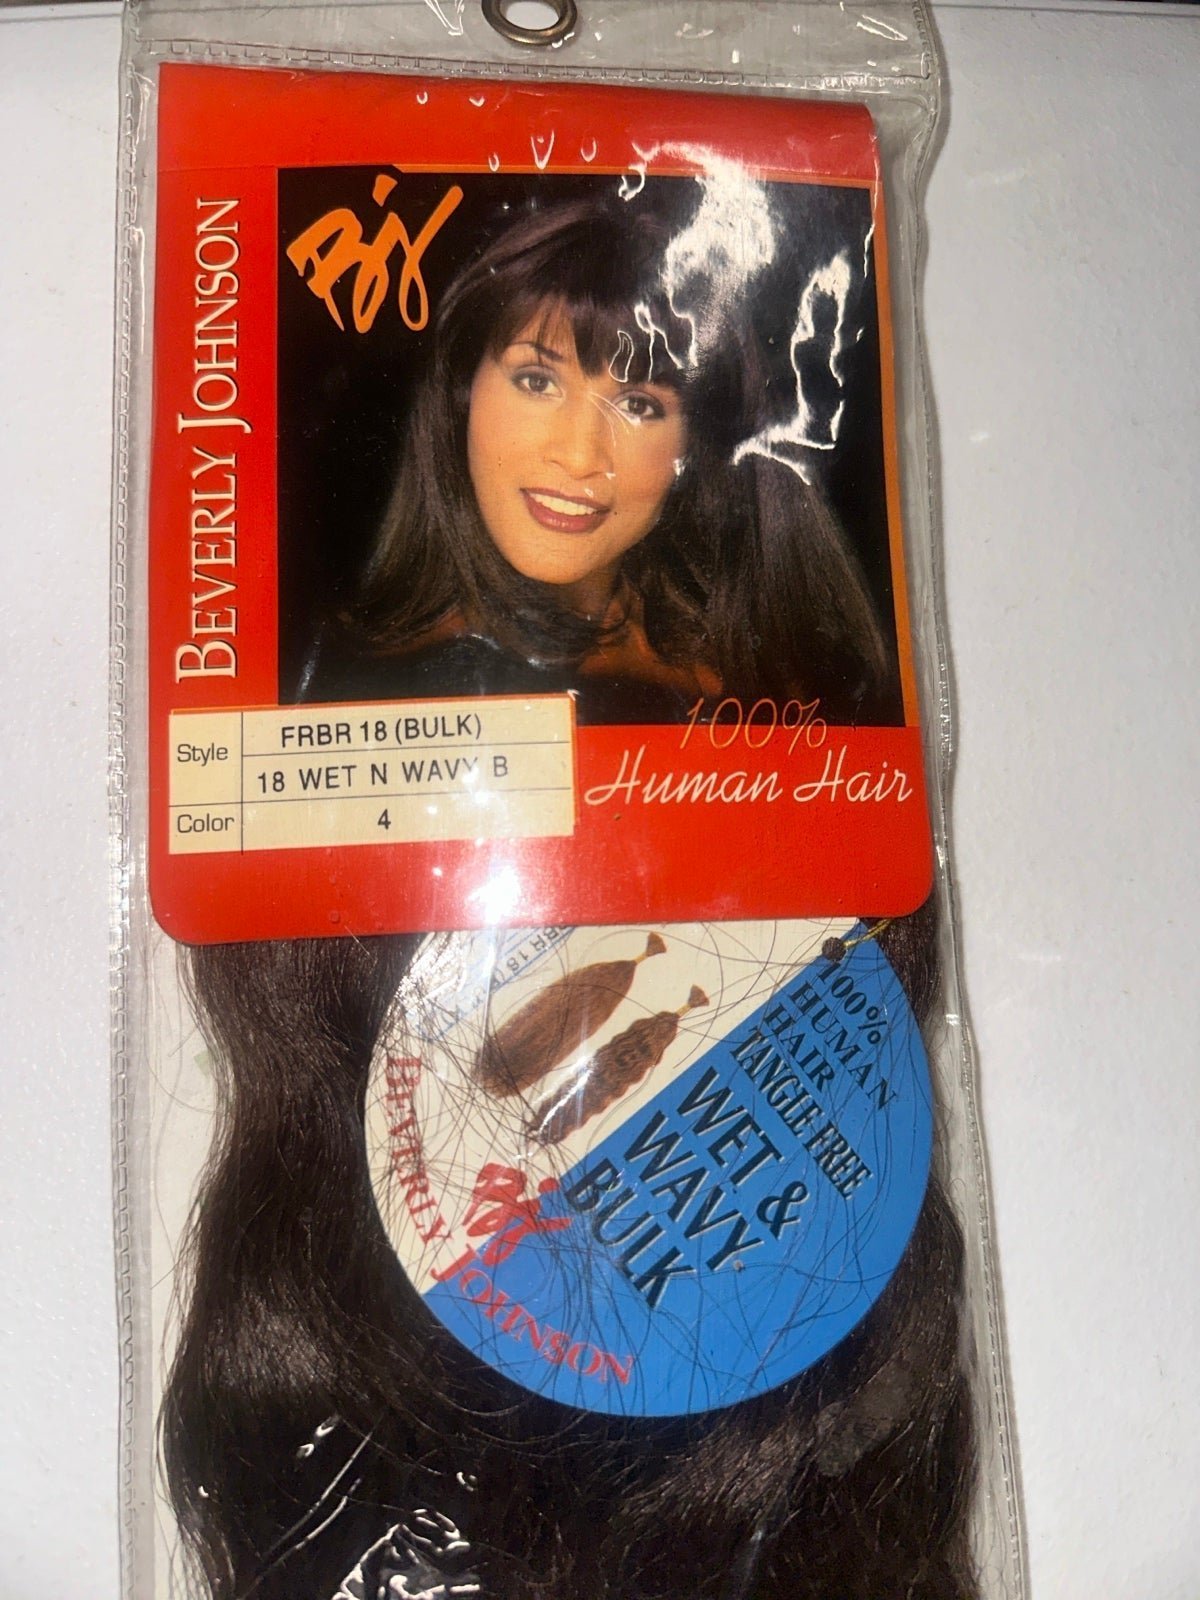 BJ
BEVERLY JOHNSON
Style
FRBR 18 (BULK)
18 WET N WAVY B
Color
4
100%
Human Hair
100%
HUMAN
HAIR
TANGLE FREE
WET &
WAVY
BULK
BJ
BEVERLY JOHNSON